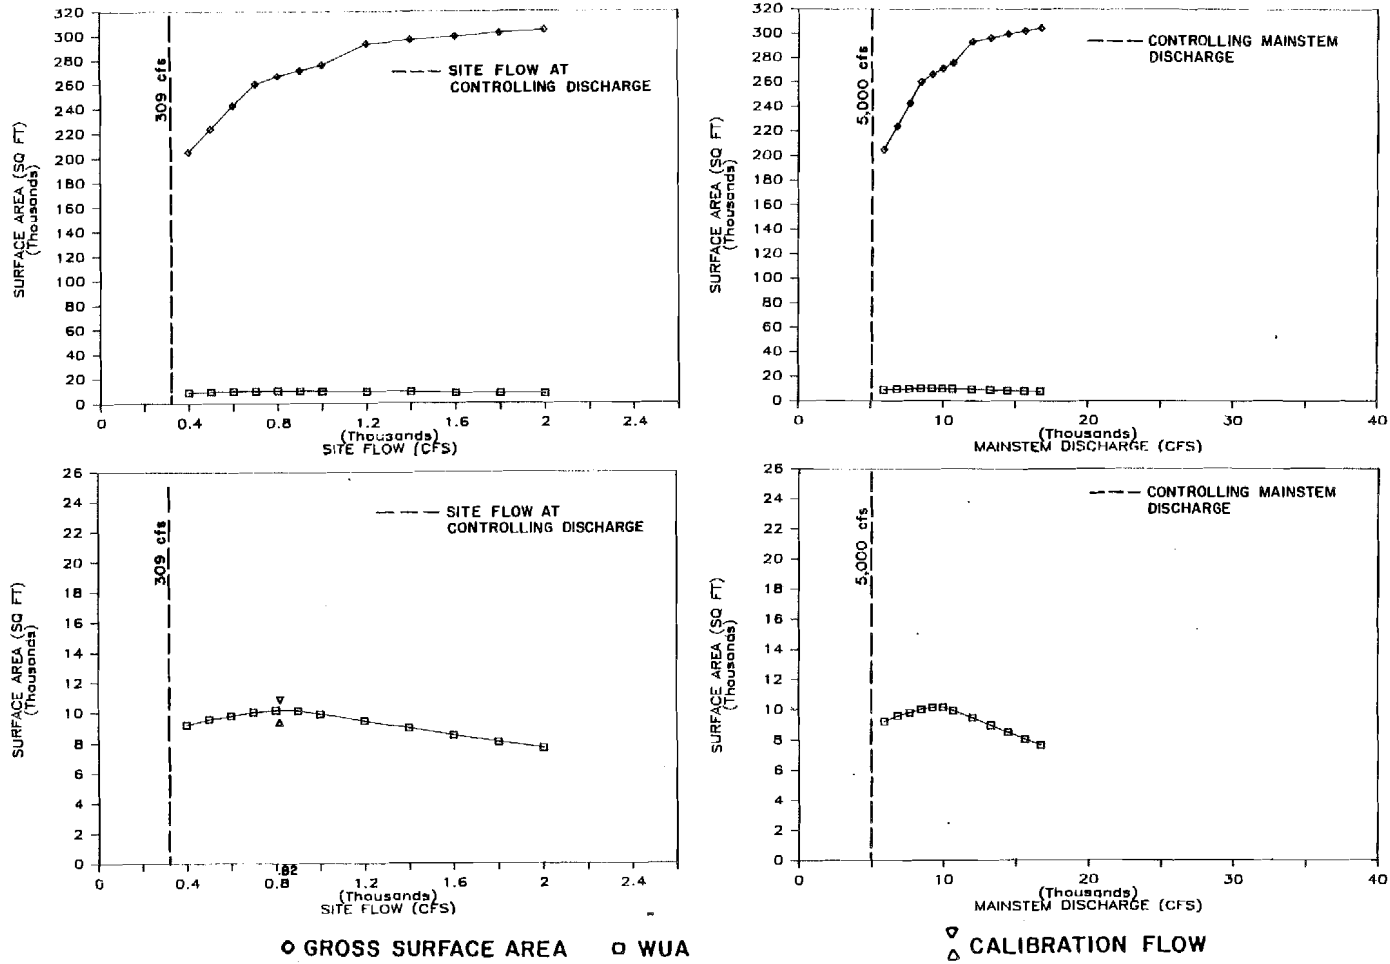 320
300
280
260
240
220
200
180
160
140
120
100
80
60
40
20
0
SURFACE AREA (SQ FT)
(Thousands)
309 cfs
SITE FLOW AT
CONTROLLING DISCHARGE
0 0.4 0.8 1.2 1.6 2 2.4
(Thousands)
SITE FLOW (CFS)
320
300
280
260
240
220
200
180
160
140
120
100
80
60
40
20
0
SURFACE AREA (SQ FT)
(Thousands)
5,000 cfs
CONTROLLING MAINSTEM
DISCHARGE
0 10 20 30 40
(Thousands)
MAINSTEM DISCHARGE (CFS)
26
24
22
20
18
16
14
12
10
8
6
4
2
0
SURFACE AREA (SQ FT)
(Thousands)
309 cfs
SITE FLOW AT
CONTROLLING DISCHARGE
.82
0 0.4 0.8 1.2 1.6 2 2.4
(Thousands)
SITE FLOW (CFS)
26
24
22
20
18
16
14
12
10
8
6
4
2
0
SURFACE AREA (SQ FT)
(Thousands)
5,000 cfs
CONTROLLING MAINSTEM
DISCHARGE
0 10 20 30 40
(Thousands)
MAINSTEM DISCHARGE (CFS)
GROSS SURFACE AREA WUA CALIBRATION FLOW